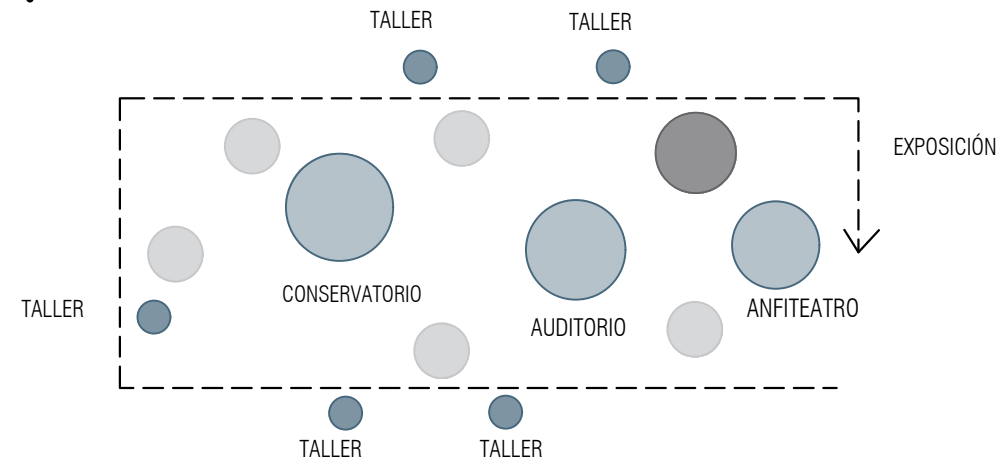 TALLER
TALLER
EXPOSICIÓN
CONSERVATORIO
TALLER
ANFITEATRO
AUDITORIO
TALLER
TALLER